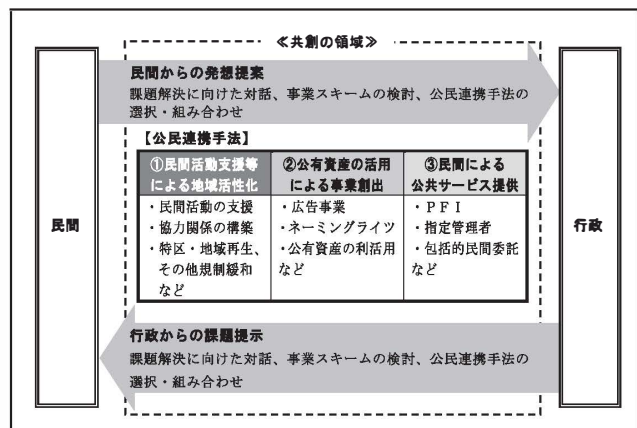 ≪共創の領域≫
民間からの発想提案
課題解決に向けた対話、事業スキームの検討、公民連携手法の
選択・組み合わせ
【公民連携手法】
①民間活動支援等
による地域活性化
・民間活動の支援
・協力関係の構築
・特区・地域再生、
その他規制緩和
など
②公有資産の活用
による事業創出
・広告事業
・ネーミングライツ
・公有資産の利活用
など
③民間による
公共サービス提供
・ＰＦＩ
・指定管理者
・包括的民間委託
など
民間
行政
行政からの課題提示
課題解決に向けた対話、事業スキームの検討、公民連携手法の
選択・組み合わせ